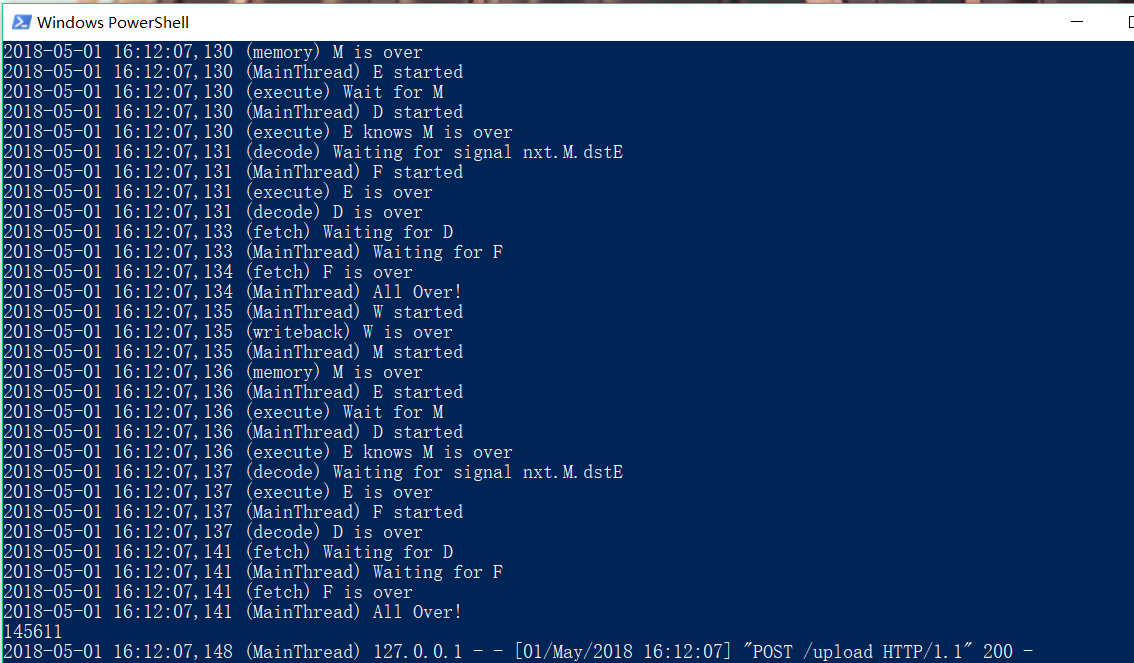 Windows PowerShell
2018-05-01 16:12:07,130 (memory) M is over
2018-05-01 16:12:07,130 (MainThread) E started
2018-05-01 16:12:07,130 (execute) Wait for M
2018-05-01 16:12:07,130 (MainThread) D started
2018-05-01 16:12:07,130 (execute) E knows M is over
2018-05-01 16:12:07,131 (decode) Waiting for signal nxt.M.dstE
2018-05-01 16:12:07,131 (MainThread) F started
2018-05-01 16:12:07,131 (execute) E is over
2018-05-01 16:12:07,131 (decode) D is over
2018-05-01 16:12:07,133 (fetch) Waiting for D
2018-05-01 16:12:07,133 (MainThread) Waiting for F
2018-05-01 16:12:07,134 (fetch) F is over
2018-05-01 16:12:07,134 (MainThread) All Over!
2018-05-01 16:12:07,135 (MainThread) W started
2018-05-01 16:12:07,135 (writeback) W is over
2018-05-01 16:12:07,135 (MainThread) M started
2018-05-01 16:12:07,136 (memory) M is over
2018-05-01 16:12:07,136 (MainThread) E started
2018-05-01 16:12:07,136 (execute) Wait for M
2018-05-01 16:12:07,136 (MainThread) D started
2018-05-01 16:12:07,136 (execute) E knows M is over
2018-05-01 16:12:07,137 (decode) Waiting for signal nxt.M.dstE
2018-05-01 16:12:07,137 (execute) E is over
2018-05-01 16:12:07,137 (MainThread) F started
2018-05-01 16:12:07,137 (decode) D is over
2018-05-01 16:12:07,141 (fetch) Waiting for D
2018-05-01 16:12:07,141 (MainThread) Waiting for F
2018-05-01 16:12:07,141 (fetch) F is over
2018-05-01 16:12:07,141 (MainThread) All Over!
145611
2018-05-01 16:12:07,148 (MainThread) 127.0.0.1 - - [01/May/2018 16:12:07] "POST /upload HTTP/1.1" 200 -